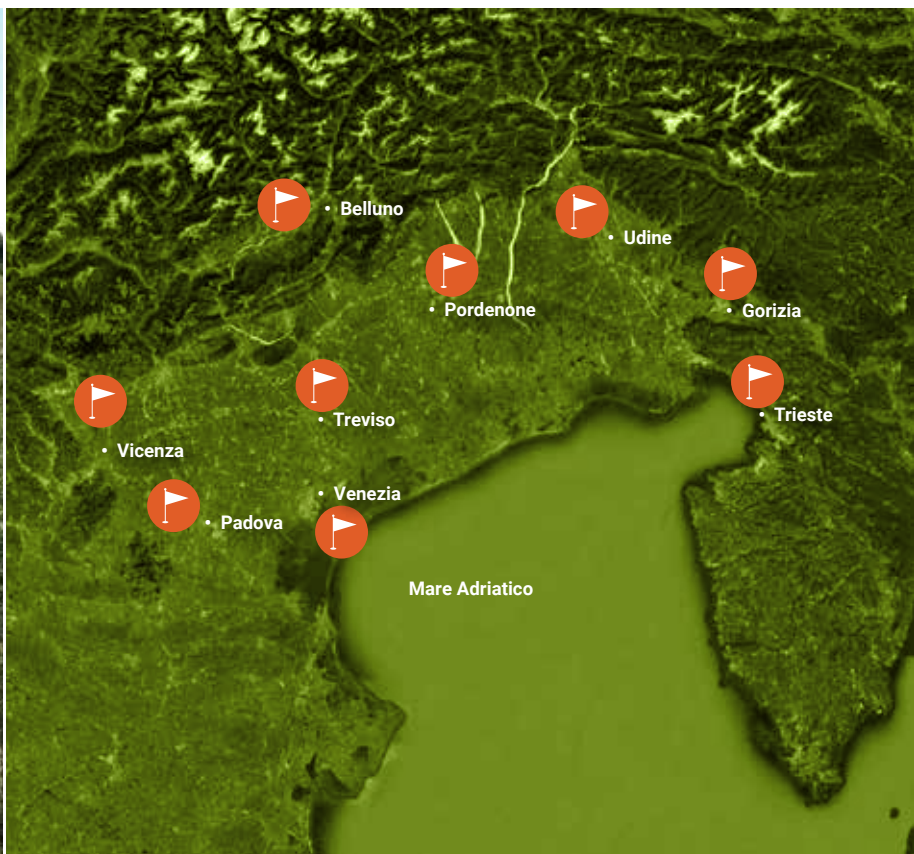 Belluno
Udine
Pordenone
Gorizia
Treviso
Trieste
Vicenza
Venezia
Padova
Mare Adriatico